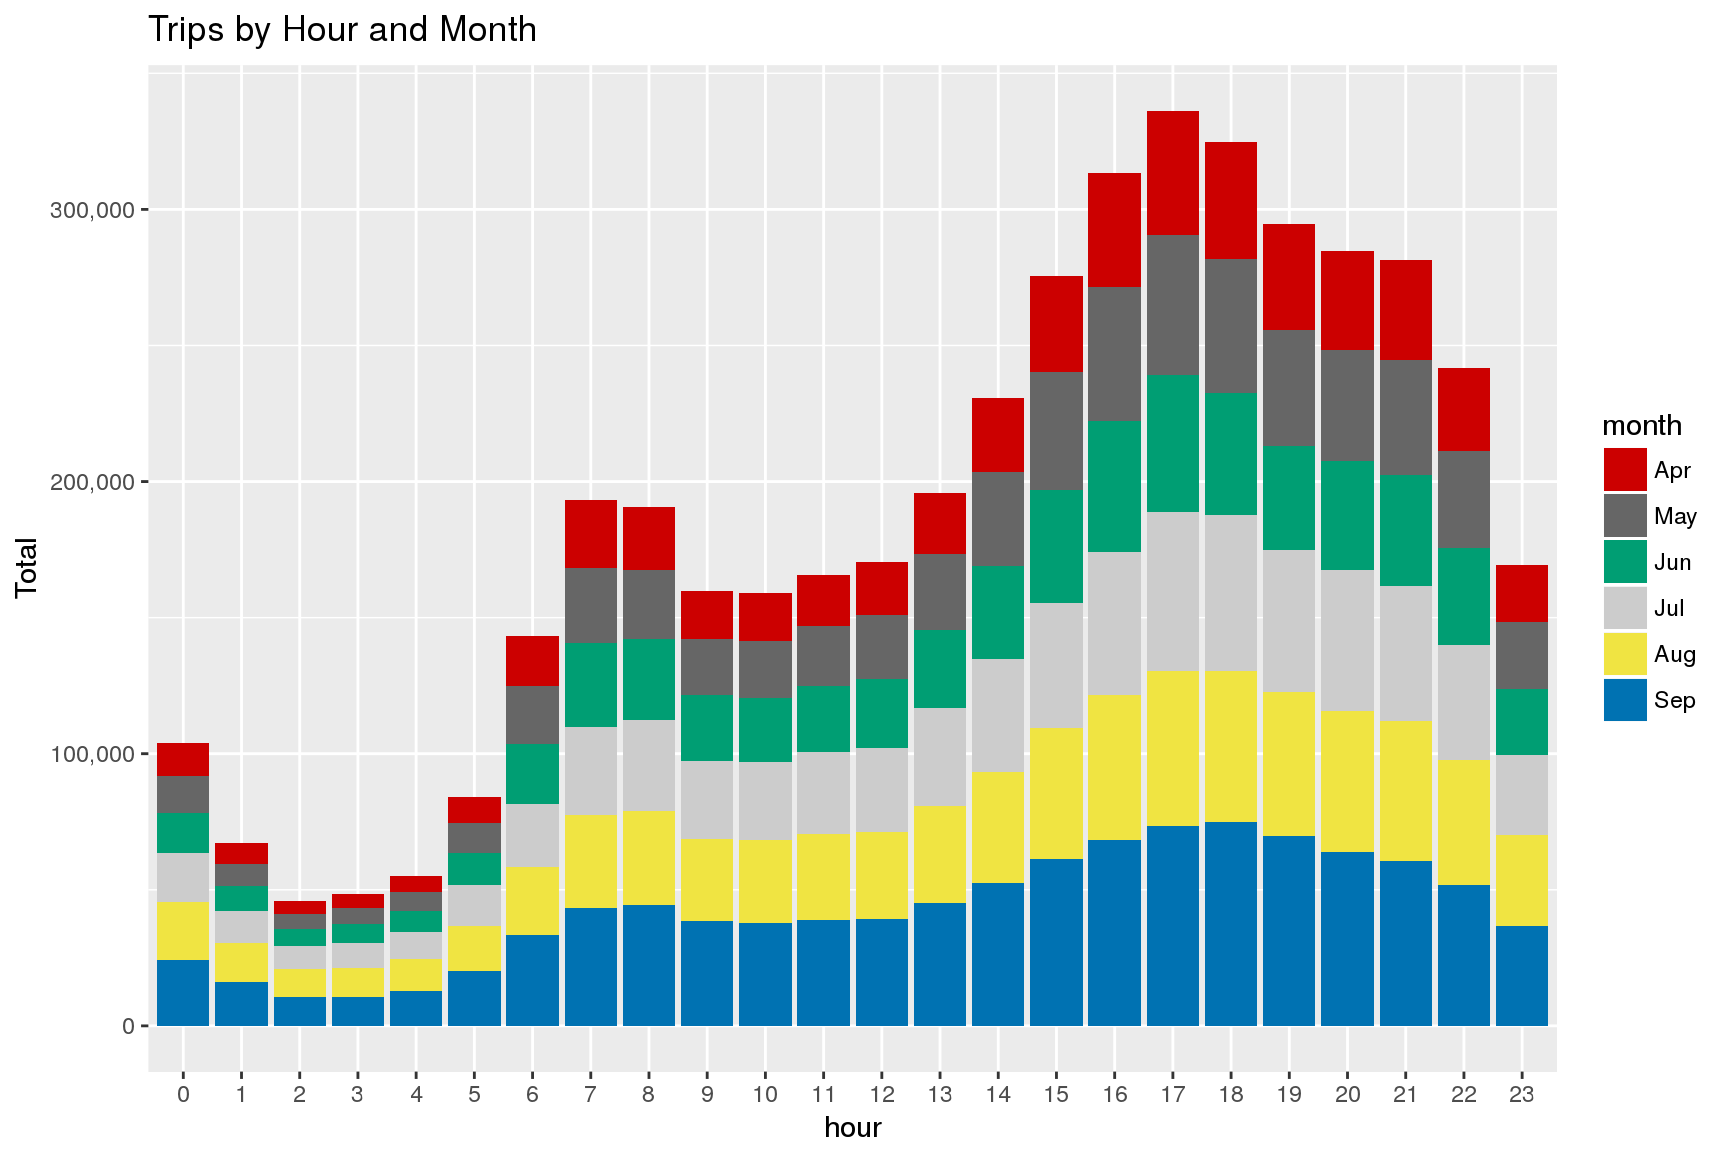 Trips by Hour and Month
Total
300,000
200,000
100,000
0
0 1 2 3 4 5 6 7 8 9 10 11 12 13 14 15 16 17 18 19 20 21 22 23
hour
month
Apr
May
Jun
Jul
Aug
Sep